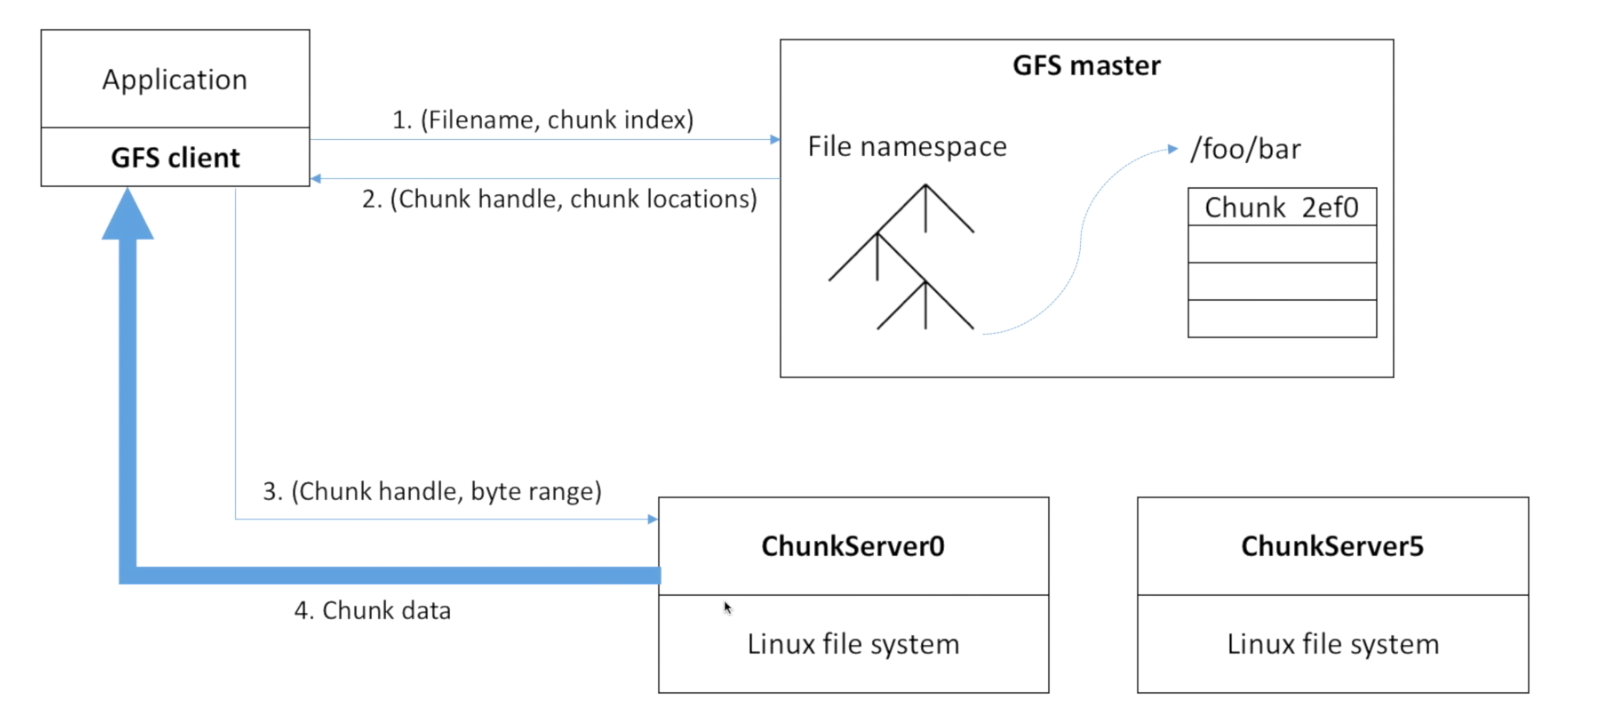 Application
GFS client
1. (Filename, chunk index)
2. (Chunk handle, chunk locations)
GFS master
File namespace
/foo/bar
Chunk 2ef0
3. (Chunk handle, byte range)
4. Chunk data
ChunkServer0
Linux file system
ChunkServer5
Linux file system